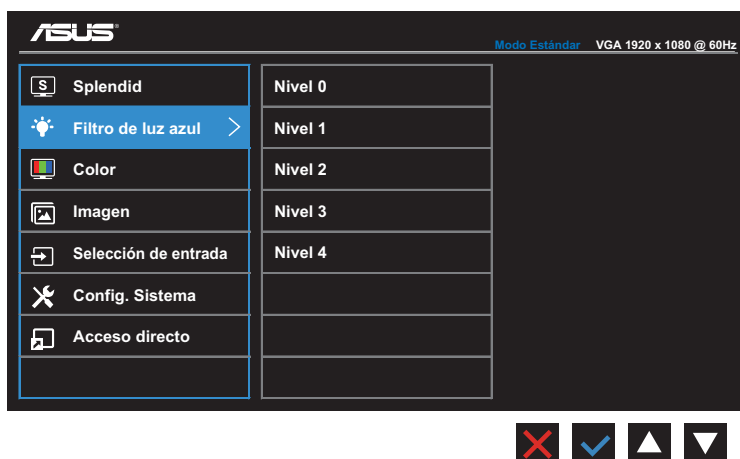 ASUS
Modo Estándar VGA 1920 x 1080 @ 60Hz
S Splendid
Nivel 0
Filtro de luz azul
Nivel 1
Color
Nivel 2
Imagen
Nivel 3
Selección de entrada
Nivel 4
Config. Sistema
Acceso directo